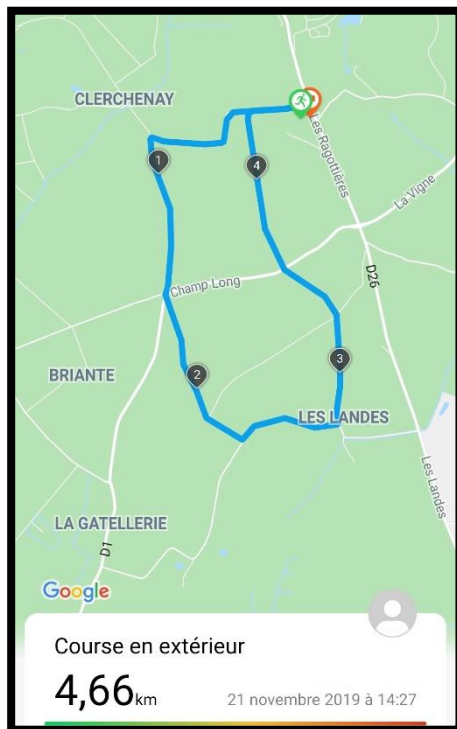 CLERCHENAY
Les Ragottières
1
4
La Vigne
D26
Champ Long
BRIANTE
2
3
LES LANDES
Les Landes
LA GATELLERIE
D1
Google
Course en extérieur
4,66km
21 novembre 2019 à 14:27